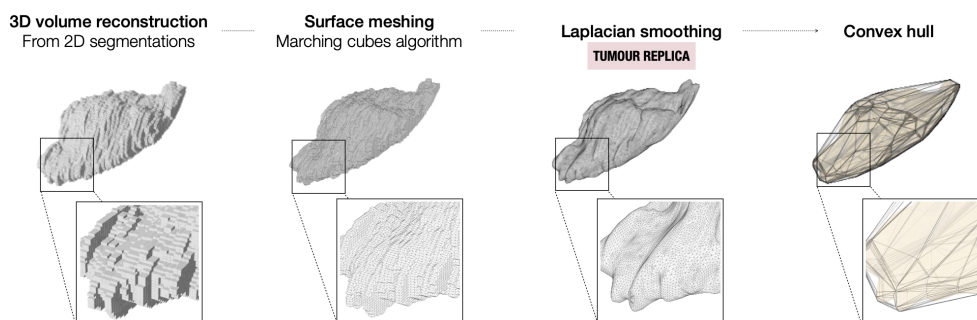 3D volume reconstruction
From 2D segmentations
Surface meshing
Marching cubes algorithm
Laplacian smoothing
TUMOUR REPLICA
Convex hull